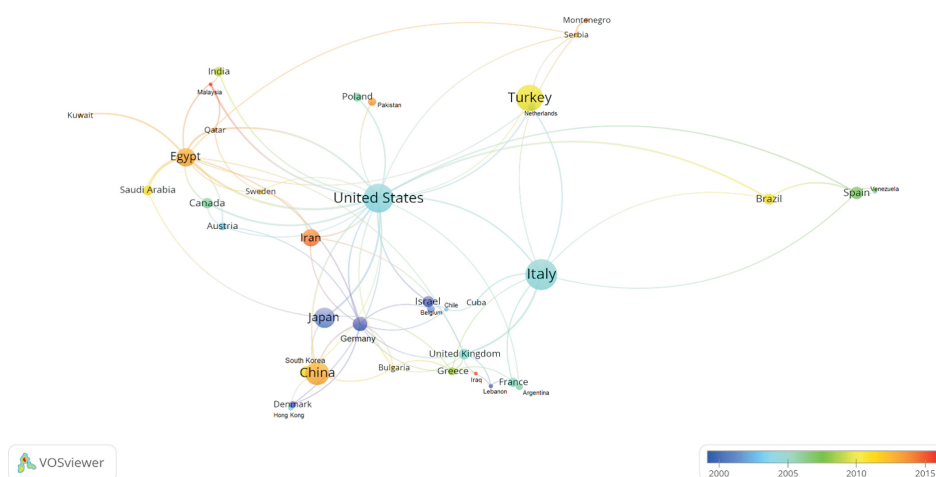 Montenegro
Serbia
India
Malaysia
Poland
Pakistan
Turkey
Netherlands
Kuwait
Qatar
Egypt
Saudi Arabia
Sweden
United States
Canada
Brazil
Spain
Venezuela
Austria
Iran
Italy
Israel
Belgium
Chile
Cuba
Japan
Germany
United Kingdom
South Korea
China
Bulgaria
Greece
Iraq
Lebanon
France
Argentina
Denmark
Hong Kong
VOSviewer
2000
2005
2010
2015